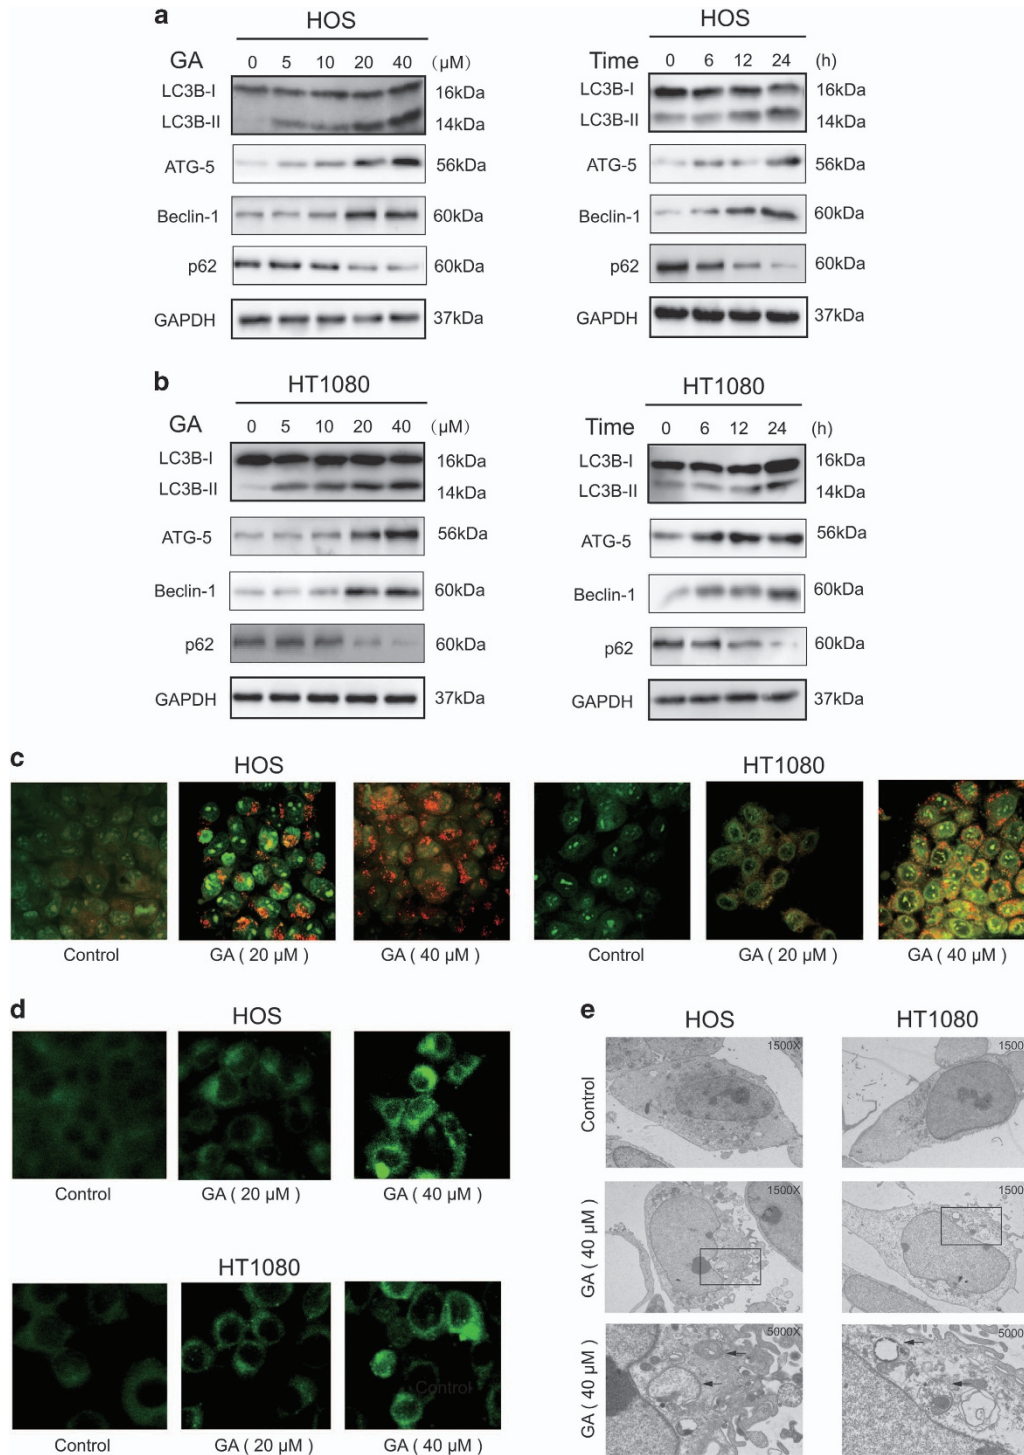 a
HOS
GA 0 5 10 20 40 (μM)
LC3B-I 16kDa
LC3B-II 14kDa
ATG-5 56kDa
Beclin-1 60kDa
p62 60kDa
GAPDH 37kDa
HOS
Time 0 6 12 24 (h)
LC3B-I 16kDa
LC3B-II 14kDa
ATG-5 56kDa
Beclin-1 60kDa
p62 60kDa
GAPDH 37kDa
b
HT1080
GA 0 5 10 20 40 (μM)
LC3B-I 16kDa
LC3B-II 14kDa
ATG-5 56kDa
Beclin-1 60kDa
p62 60kDa
GAPDH 37kDa
HT1080
Time 0 6 12 24 (h)
LC3B-I 16kDa
LC3B-II 14kDa
ATG-5 56kDa
Beclin-1 60kDa
p62 60kDa
GAPDH 37kDa
c
HOS HT1080
Control GA ( 20 μM ) GA ( 40 μM ) Control GA ( 20 μM ) GA ( 40 μM )
d
HOS
Control GA ( 20 μM ) GA ( 40 μM )
HT1080
Control
Control GA ( 20 μM ) GA ( 40 μM )
e
HOS HT1080
Control 1500X 1500
GA ( 40 μM ) 1500X 1500
GA ( 40 μM ) 5000X 5000